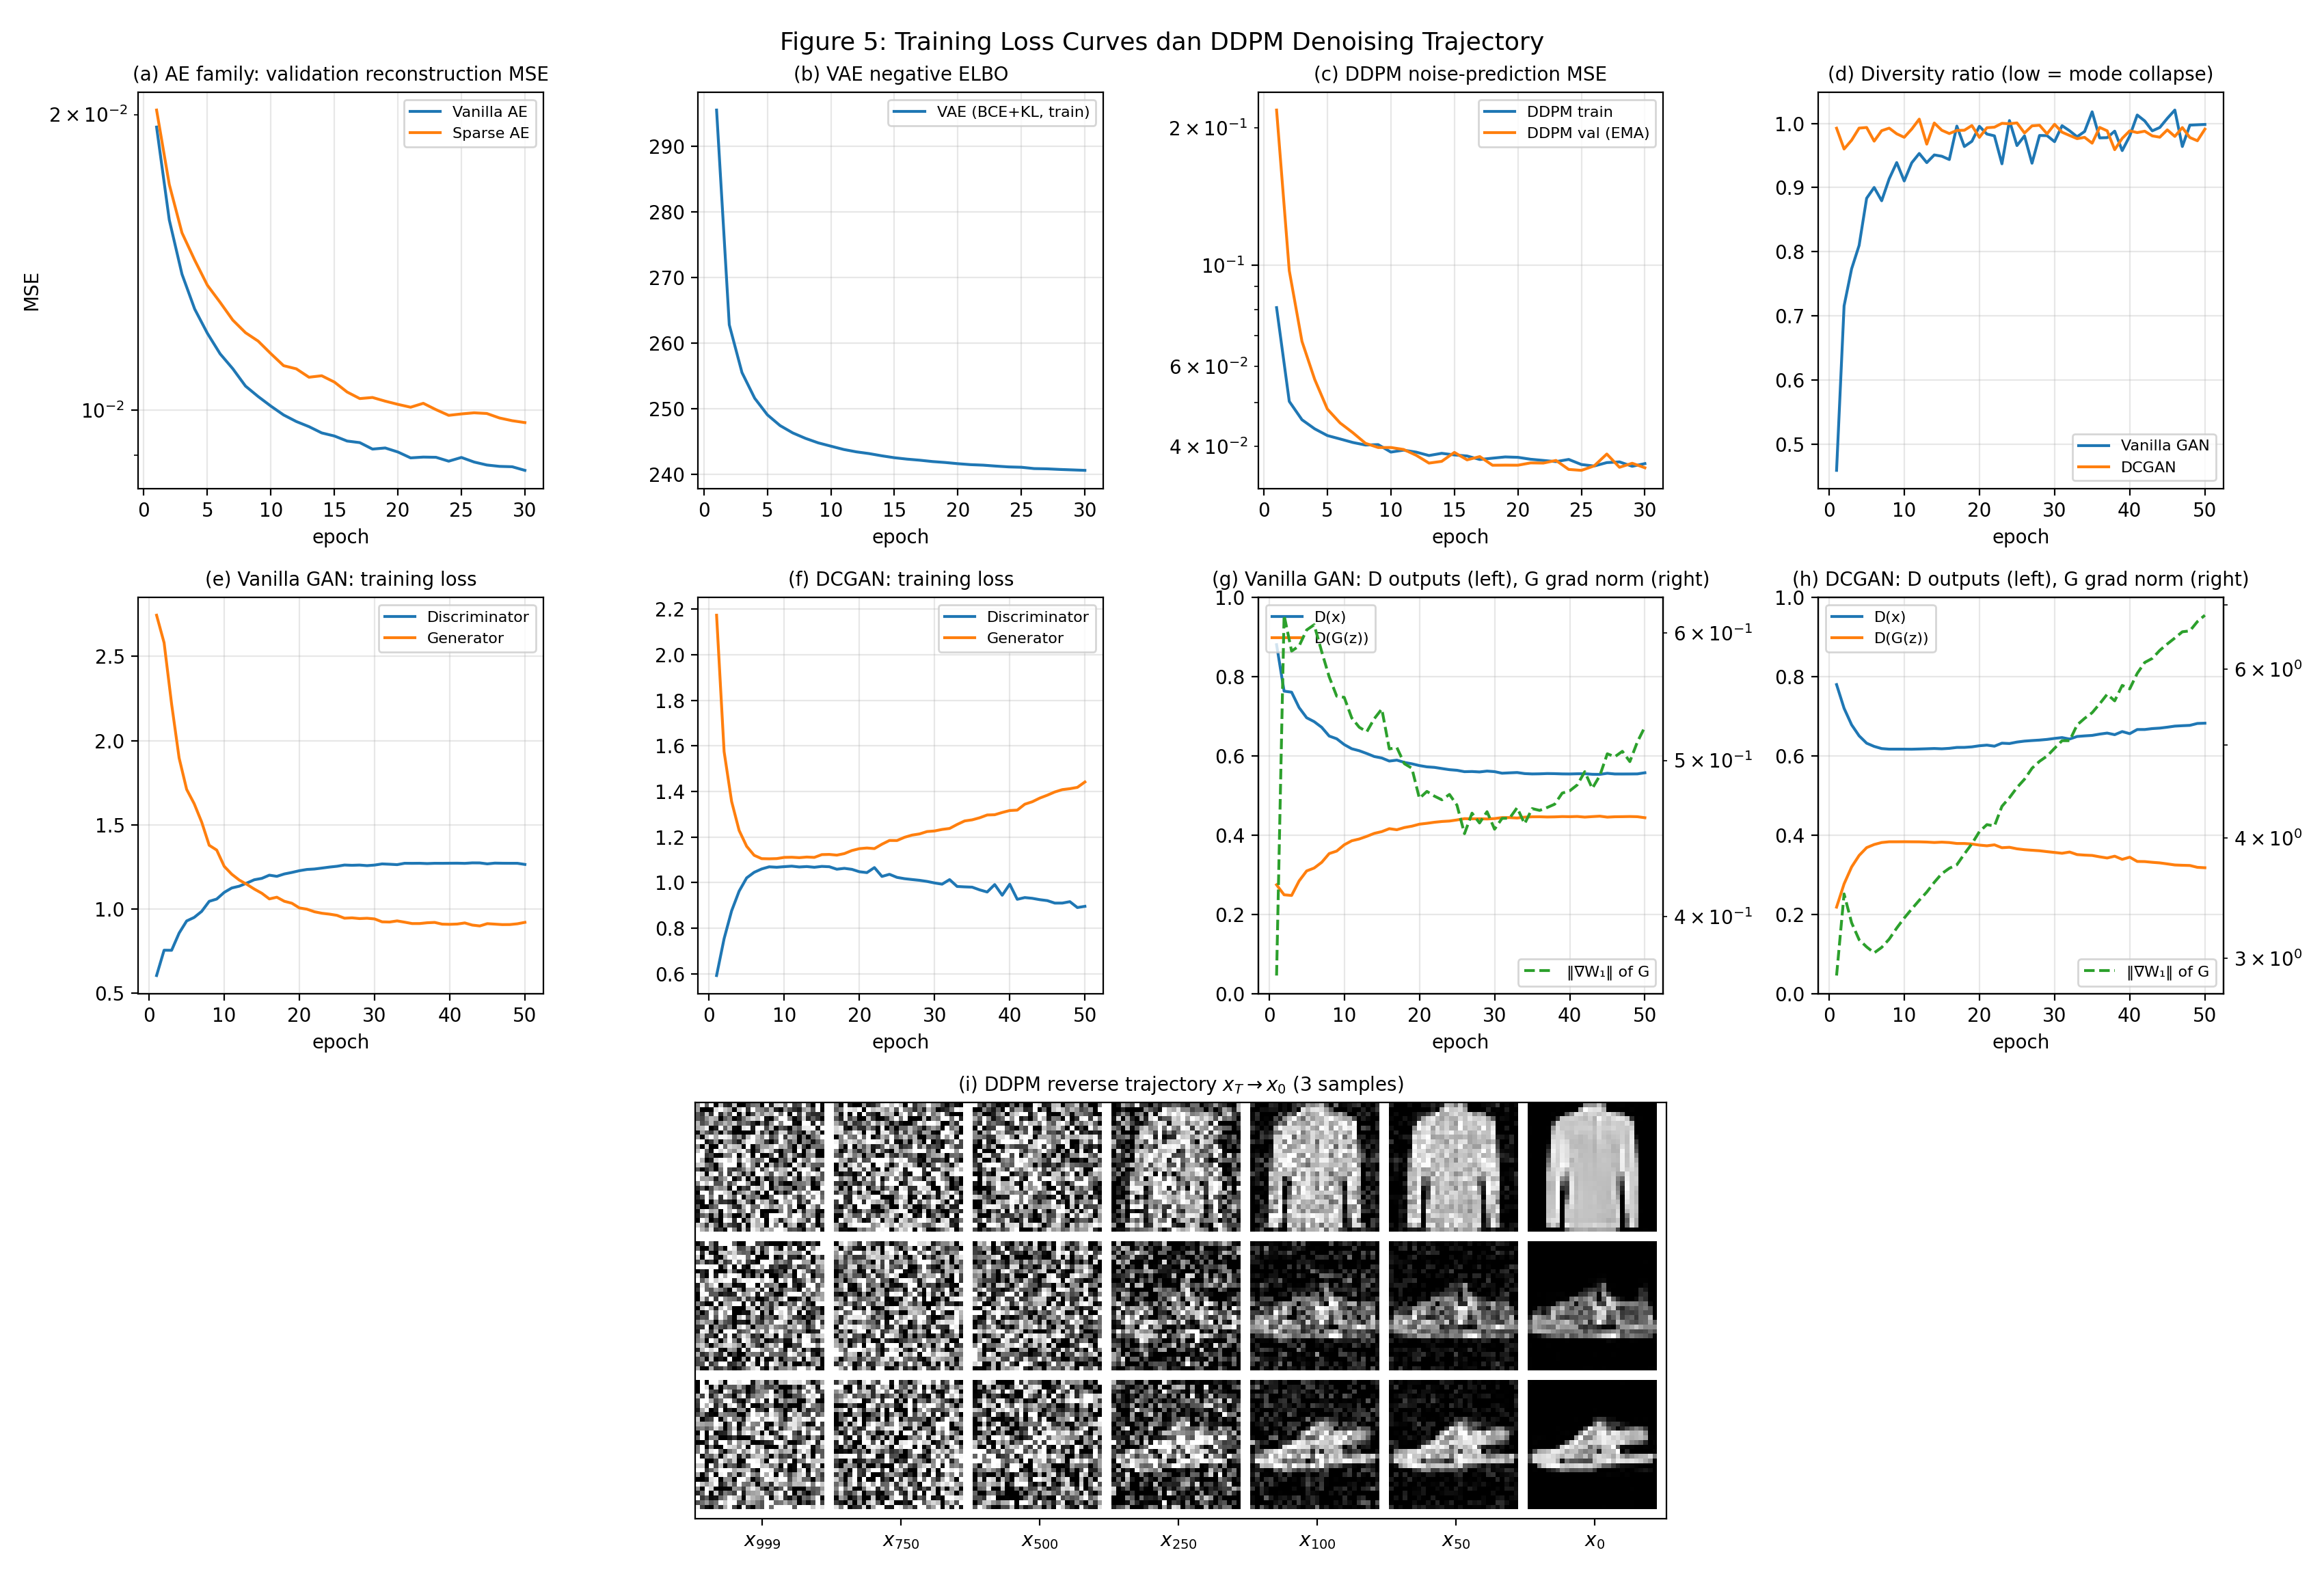 Figure 5: Training Loss Curves dan DDPM Denoising Trajectory
(a) AE family: validation reconstruction MSE
MSE
2 × 10⁻²
10⁻²
Vanilla AE
Sparse AE
0 5 10 15 20 25 30
epoch
(b) VAE negative ELBO
VAE (BCE+KL, train)
290
280
270
260
250
240
0 5 10 15 20 25 30
epoch
(c) DDPM noise-prediction MSE
DDPM train
DDPM val (EMA)
2 × 10⁻¹
10⁻¹
6 × 10⁻²
4 × 10⁻²
0 5 10 15 20 25 30
epoch
(d) Diversity ratio (low = mode collapse)
1.0
0.9
0.8
0.7
0.6
0.5
Vanilla GAN
DCGAN
0 10 20 30 40 50
epoch
(e) Vanilla GAN: training loss
Discriminator
Generator
2.5
2.0
1.5
1.0
0.5
0 10 20 30 40 50
epoch
(f) DCGAN: training loss
Discriminator
Generator
2.2
2.0
1.8
1.6
1.4
1.2
1.0
0.8
0.6
0 10 20 30 40 50
epoch
(g) Vanilla GAN: D outputs (left), G grad norm (right)
D(x)
D(G(z))
1.0
0.8
0.6
0.4
0.2
0.0
6 × 10⁻¹
5 × 10⁻¹
4 × 10⁻¹
‖∇W₁‖ of G
0 10 20 30 40 50
epoch
(h) DCGAN: D outputs (left), G grad norm (right)
D(x)
D(G(z))
1.0
0.8
0.6
0.4
0.2
0.0
6 × 10⁰
4 × 10⁰
3 × 10⁰
‖∇W₁‖ of G
0 10 20 30 40 50
epoch
(i) DDPM reverse trajectory x_T → x₀ (3 samples)
x₉₉₉ x₇₅₀ x₅₀₀ x₂₅₀ x₁₀₀ x₅₀ x₀